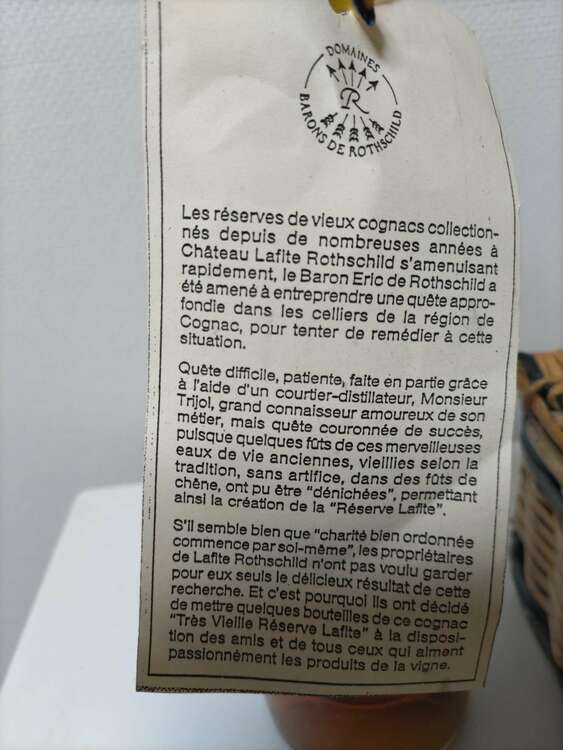 DOMAINES
R
BARONS DE ROTHSCHILD
Les réserves de vieux cognacs collection-
nés depuis de nombreuses années à
Château Lafite Rothschild s'amenuisant
rapidement, le Baron Eric de Rothschild a
été amené à entreprendre une quête appro-
fondie dans les celliers de la région de
Cognac, pour tenter de remédier à cette
situation.
Quête difficile, patiente, faite en partie grâce
à l'aide d'un courtier-distillateur, Monsieur
Trijol, grand connaisseur amoureux de son
métier, mais quête couronnée de succès,
puisque quelques fûts de ces merveilleuses
eaux de vie anciennes, vieillies selon la
tradition, sans artifice, dans des fûts de
chêne, ont pu être "dénichées", permettant
ainsi la création de la "Réserve Lafite".
S'il semble bien que "charité bien ordonnée
commence par soi-même", les propriétaires
de Lafite Rothschild n'ont pas voulu garder
pour eux seuls le délicieux résultat de cette
recherche. Et c'est pourquoi ils ont décidé
de mettre quelques bouteilles de ce cognac
"Très Vieille Réserve Lafite" à la disposi-
tion des amis et de tous ceux qui aiment
passionnément les produits de la vigne.